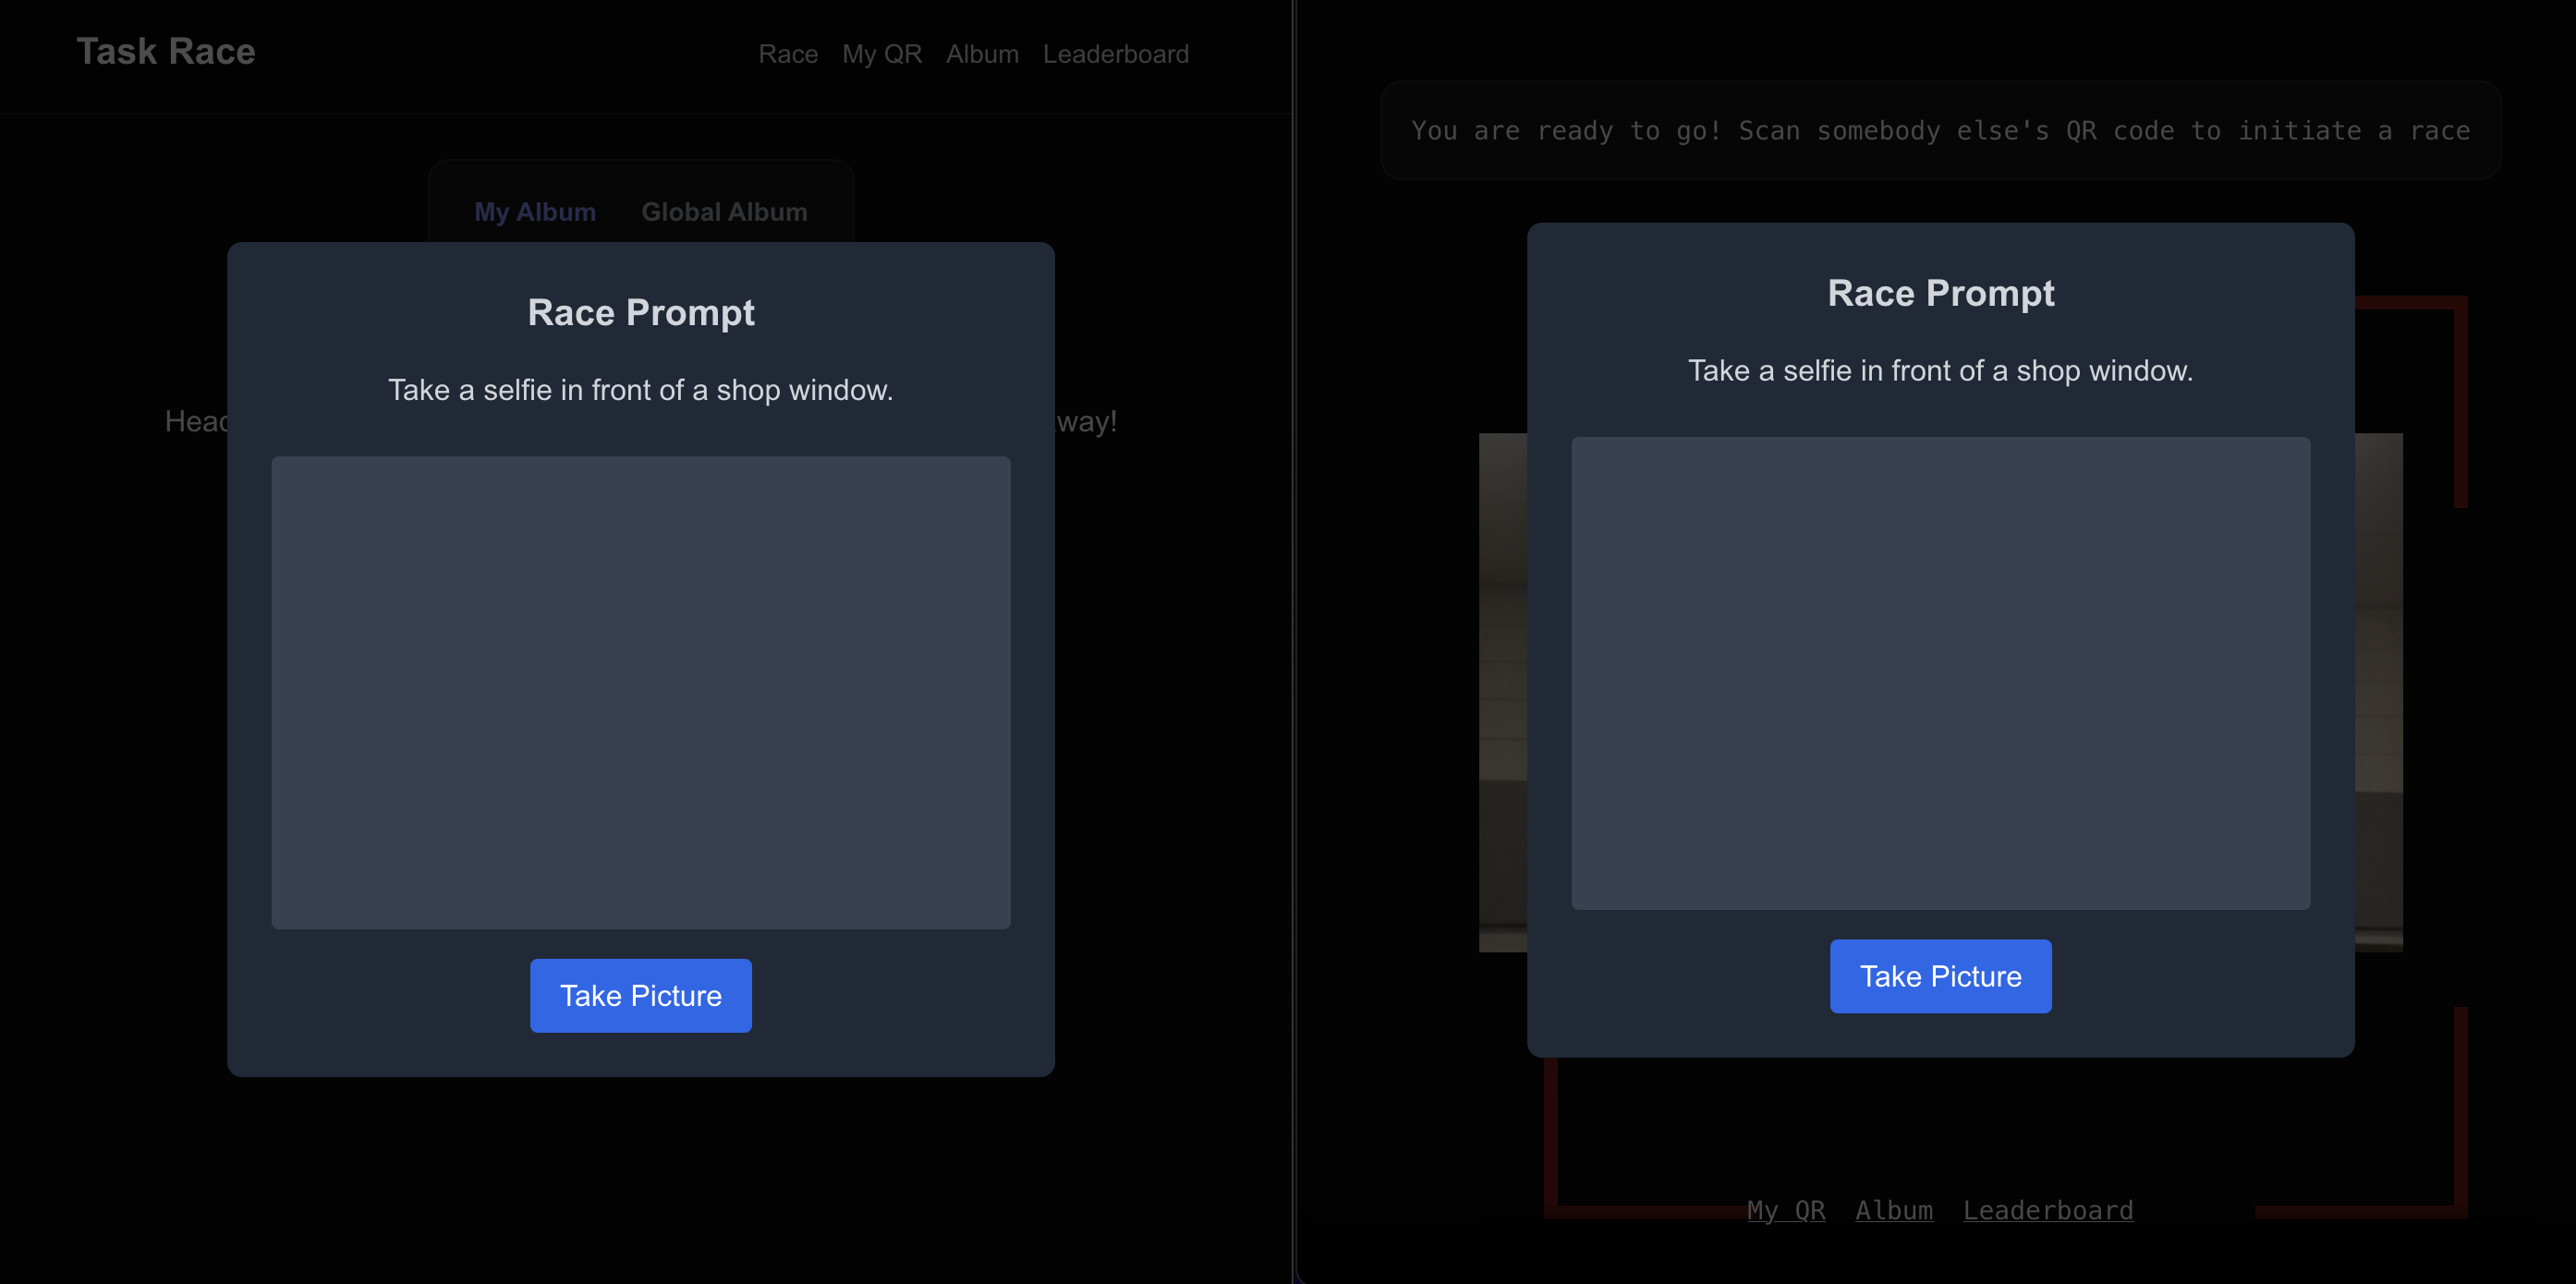 Task Race
Race My QR Album Leaderboard
My Album Global Album
Race Prompt
Take a selfie in front of a shop window.
way!
Take Picture
You are ready to go! Scan somebody else's QR code to initiate a race
Race Prompt
Take a selfie in front of a shop window.
Take Picture
My QR Album Leaderboard